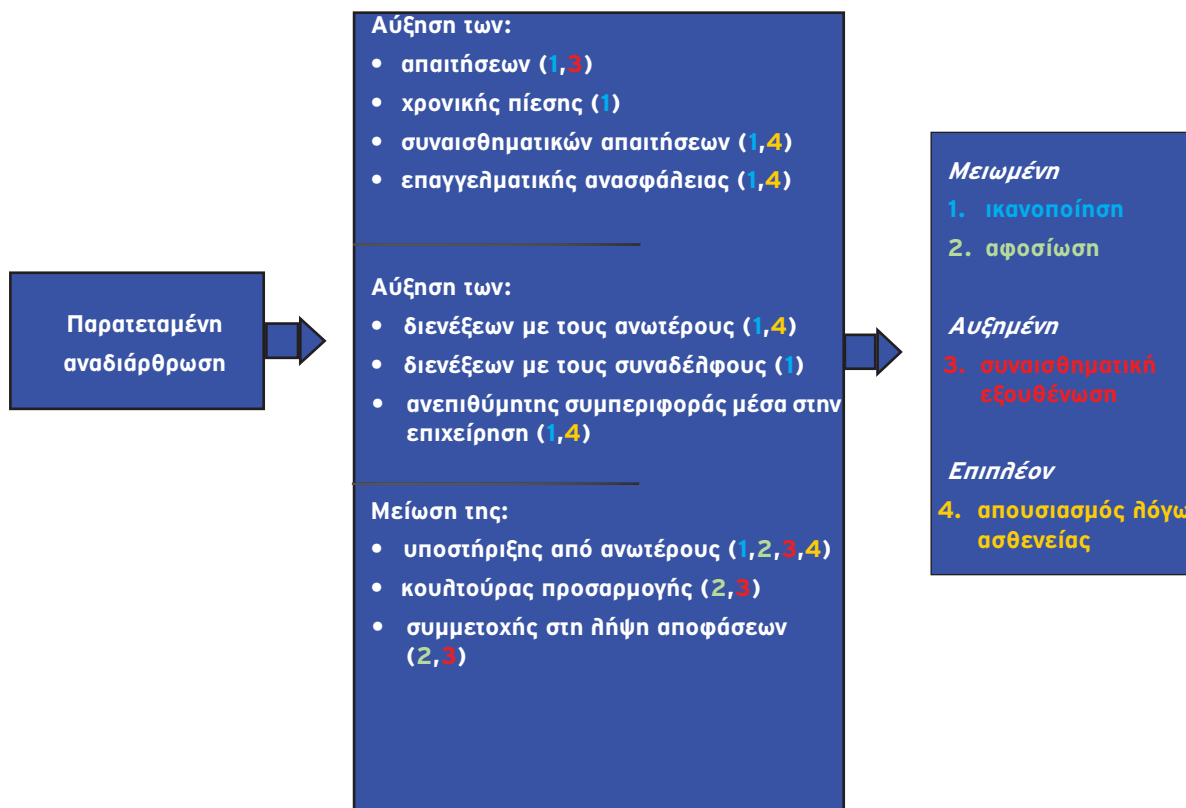 Παρατεταμένη
αναδιάρθρωση
Αύξηση των:
• απαιτήσεων (1,3)
• χρονικής πίεσης (1)
• συναισθηματικών απαιτήσεων (1,4)
• επαγγελματικής ανασφάλειας (1,4)
Αύξηση των:
• διενέξεων με τους ανωτέρους (1,4)
• διενέξεων με τους συναδέλφους (1)
• ανεπιθύμητης συμπεριφοράς μέσα στην
επιχείρηση (1,4)
Μείωση της:
• υποστήριξης από ανωτέρους (1,2,3,4)
• κουλτούρας προσαρμογής (2,3)
• συμμετοχής στη λήψη αποφάσεων
(2,3)
Μειωμένη
1. ικανοποίηση
2. αφοσίωση
Αυξημένη
3. συναισθηματική
εξουθένωση
Επιπλέον
4. απουσιασμός λόγω
ασθενείας